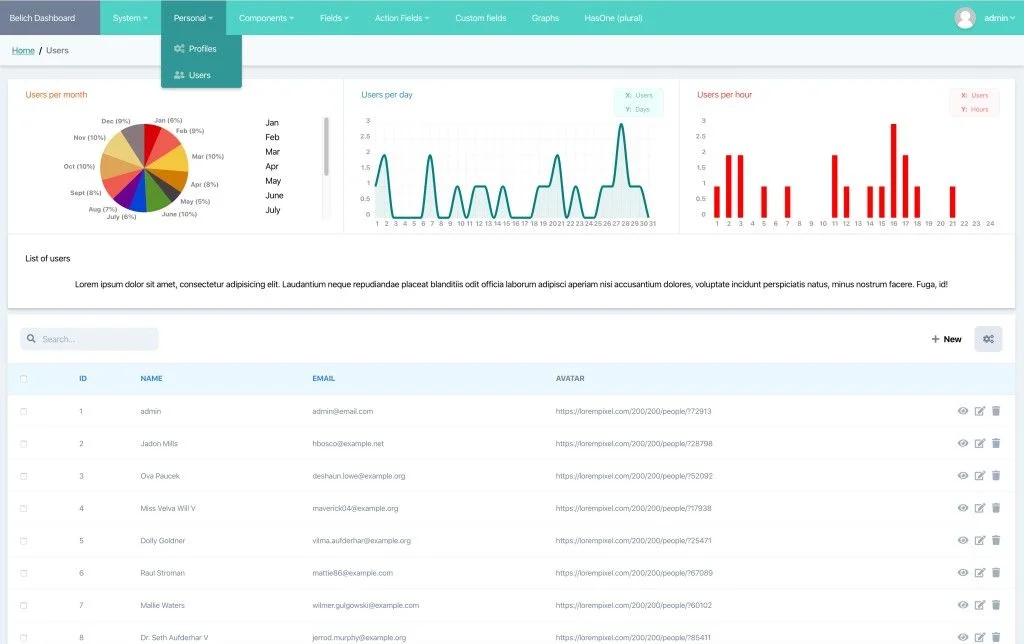 Belich Dashboard System Personal Components Fields Action Fields Custom fields Graphs HasOne (plural) admin
Profiles
Users
Home / Users
Users per month
Dec (9%) Jan (6%)
Feb (9%)
Nov (10%)
Mar (10%)
Oct (10%)
Apr (8%)
Sept (8%)
May (5%)
Aug (7%)
July (6%)
June (10%)
Jan
Feb
Mar
Apr
May
June
July
Users per day
X: Users
Y: Days
3
2.5
2
1.5
1
0.5
0
1 2 3 4 5 6 7 8 9 10 11 12 13 14 15 16 17 18 19 20 21 22 23 24 25 26 27 28 29 30 31
Users per hour
X: Users
Y: Hours
3
2.5
2
1.5
1
0.5
0
1 2 3 4 5 6 7 8 9 10 11 12 13 14 15 16 17 18 19 20 21 22 23 24
List of users
Lorem ipsum dolor sit amet, consectetur adipisicing elit. Laudantium neque repudiandae placeat blanditiis odit officia laborum adipisci aperiam nisi accusantium dolores, voluptate incidunt perspiciatis natus, minus nostrum facere. Fuga, id!
Search... + New
ID NAME EMAIL AVATAR
1 admin admin@email.com https://lorempixel.com/200/200/people/?72913
2 Jadon Mills hbosco@example.net https://lorempixel.com/200/200/people/?28798
3 Ova Paucek deshaun.lowe@example.org https://lorempixel.com/200/200/people/?52092
4 Miss Velva Will V maverick04@example.org https://lorempixel.com/200/200/people/?17938
5 Dolly Goldner vilma.aufderhar@example.org https://lorempixel.com/200/200/people/?25471
6 Raul Stroman mattie86@example.com https://lorempixel.com/200/200/people/?67089
7 Mallie Waters wilmer.gulgowski@example.com https://lorempixel.com/200/200/people/?60102
8 Dr. Seth Aufderhar V jerrod.murphy@example.org https://lorempixel.com/200/200/people/?85411